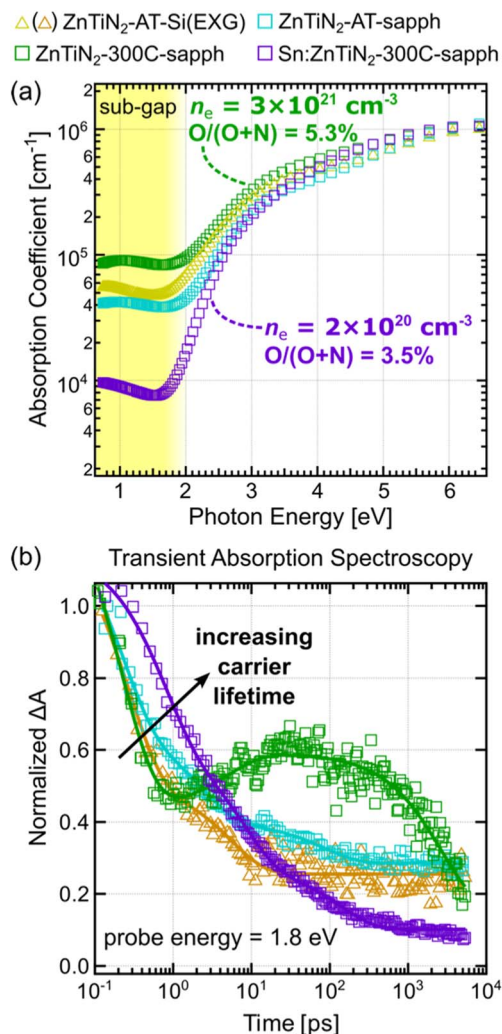 △ (△) ZnTiN₂-AT-Si(EXG) □ ZnTiN₂-AT-sapph
□ ZnTiN₂-300C-sapph □ Sn:ZnTiN₂-300C-sapph
(a)
sub-gap
nₑ = 3×10²¹ cm⁻³
O/(O+N) = 5.3%
nₑ = 2×10²⁰ cm⁻³
O/(O+N) = 3.5%
Absorption Coefficient [cm⁻¹]
10⁶
6
4
2
10⁵
6
4
2
10⁴
6
4
2
1 2 3 4 5 6
Photon Energy [eV]
(b) Transient Absorption Spectroscopy
increasing
carrier
lifetime
probe energy = 1.8 eV
Normalized ΔA
1.0
0.8
0.6
0.4
0.2
0.0
10⁻¹ 10⁰ 10¹ 10² 10³ 10⁴
Time [ps]